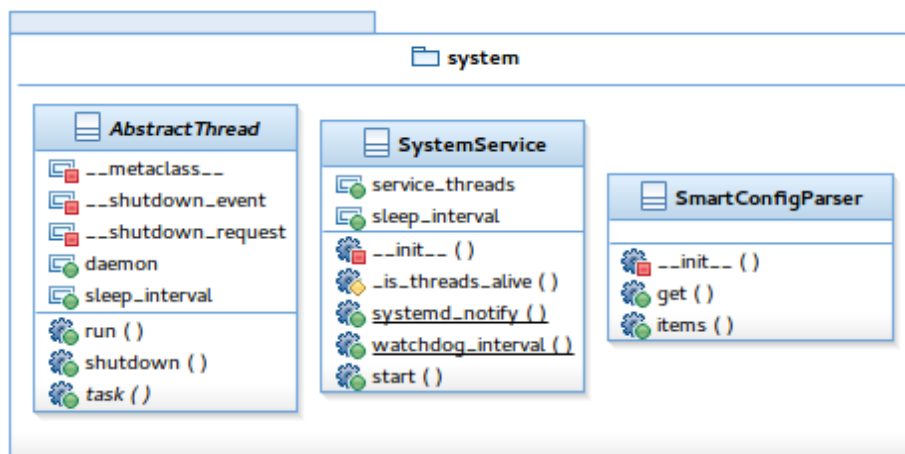 system
AbstractThread
__metaclass__
__shutdown_event
__shutdown_request
daemon
sleep_interval
run ( )
shutdown ( )
task ( )
SystemService
service_threads
sleep_interval
__init__ ( )
_is_threads_alive ( )
systemd_notify ( )
watchdog_interval ( )
start ( )
SmartConfigParser
__init__ ( )
get ( )
items ( )